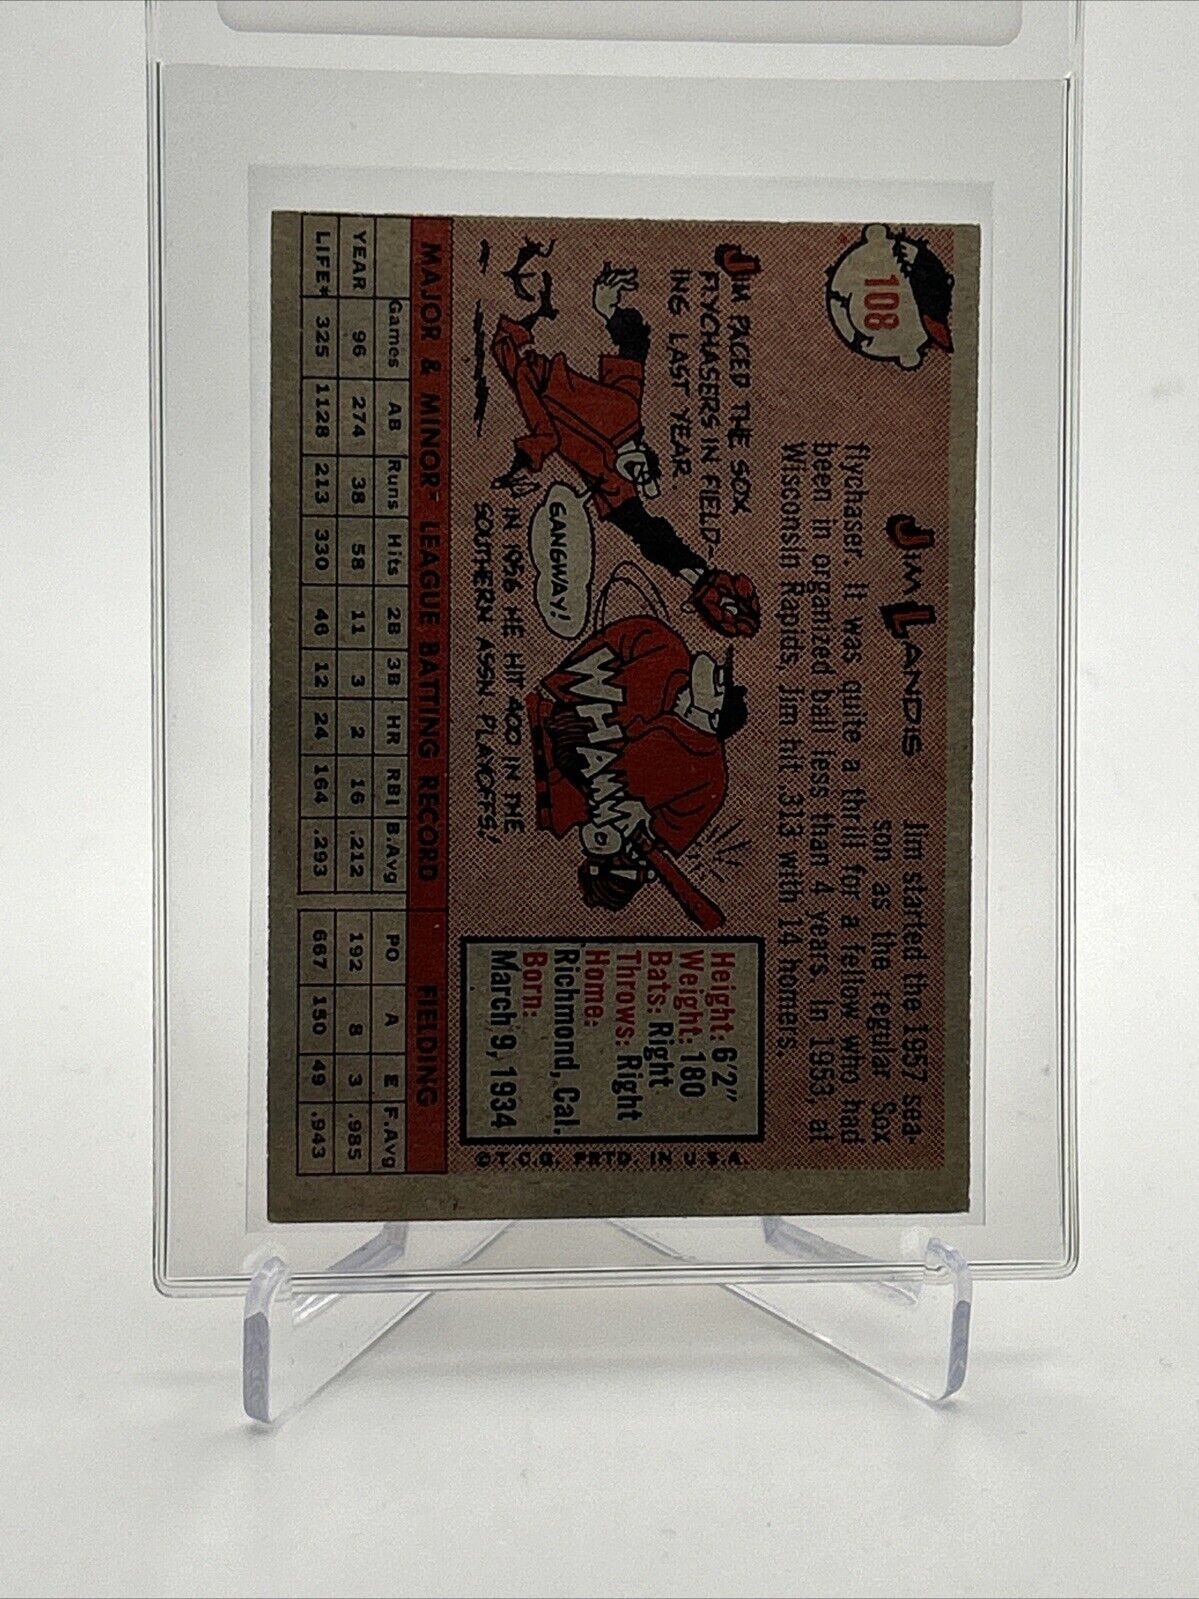 108
JIM LANDIS
Jim started the 1957 sea-
son as the regular Sox
flychaser. It was quite a thrill for a fellow who had
been in organized ball less than 4 years. In 1953, at
Wisconsin Rapids, Jim hit .313 with 14 homers.
JIM PACED THE SOX
FLYCHASERS IN FIELD-
ING LAST YEAR.
GANGWAY!
IN 1956 HE HIT .400 IN THE
SOUTHERN ASSN. PLAYOFFS.
WHAMMO
Height: 6'2"
Weight: 180
Bats: Right
Throws: Right
Home:
Richmond, Cal.
Born:
March 9, 1934
© T.C.G. PRTD. IN U.S.A.
MAJOR & MINOR LEAGUE BATTING RECORD FIELDING
Games AB Runs Hits 2B 3B HR RBI B.Avg PO A E F.Avg
YEAR 96 274 38 58 11 3 2 16 .212 192 8 3 .985
LIFE* 325 1128 213 330 46 12 24 164 .293 667 150 49 .943